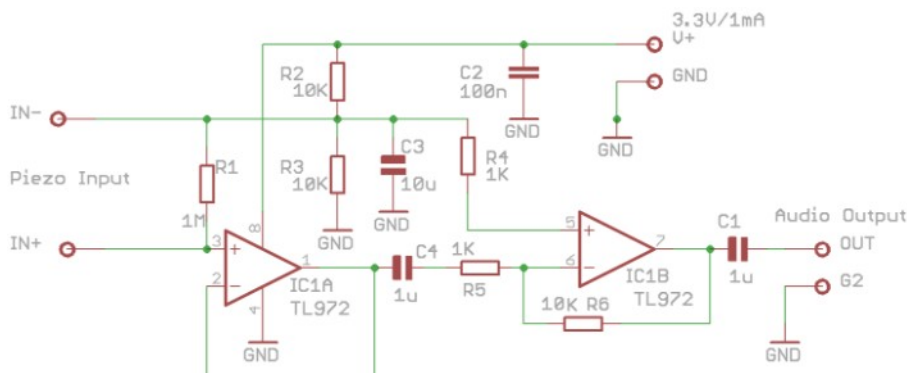 3.3V/1mA
V+
R2
10K
C2
100n
GND
GND
GND
IN-
R1
1M
R3
10K
C3
10u
R4
1K
GND
GND
Piezo Input
IN+
3
2
8
4
1
+
-
IC1A
TL972
GND
C4
1u
1K
R5
5
6
7
+
-
IC1B
TL972
10K R6
C1
1u
Audio Output
OUT
G2
GND